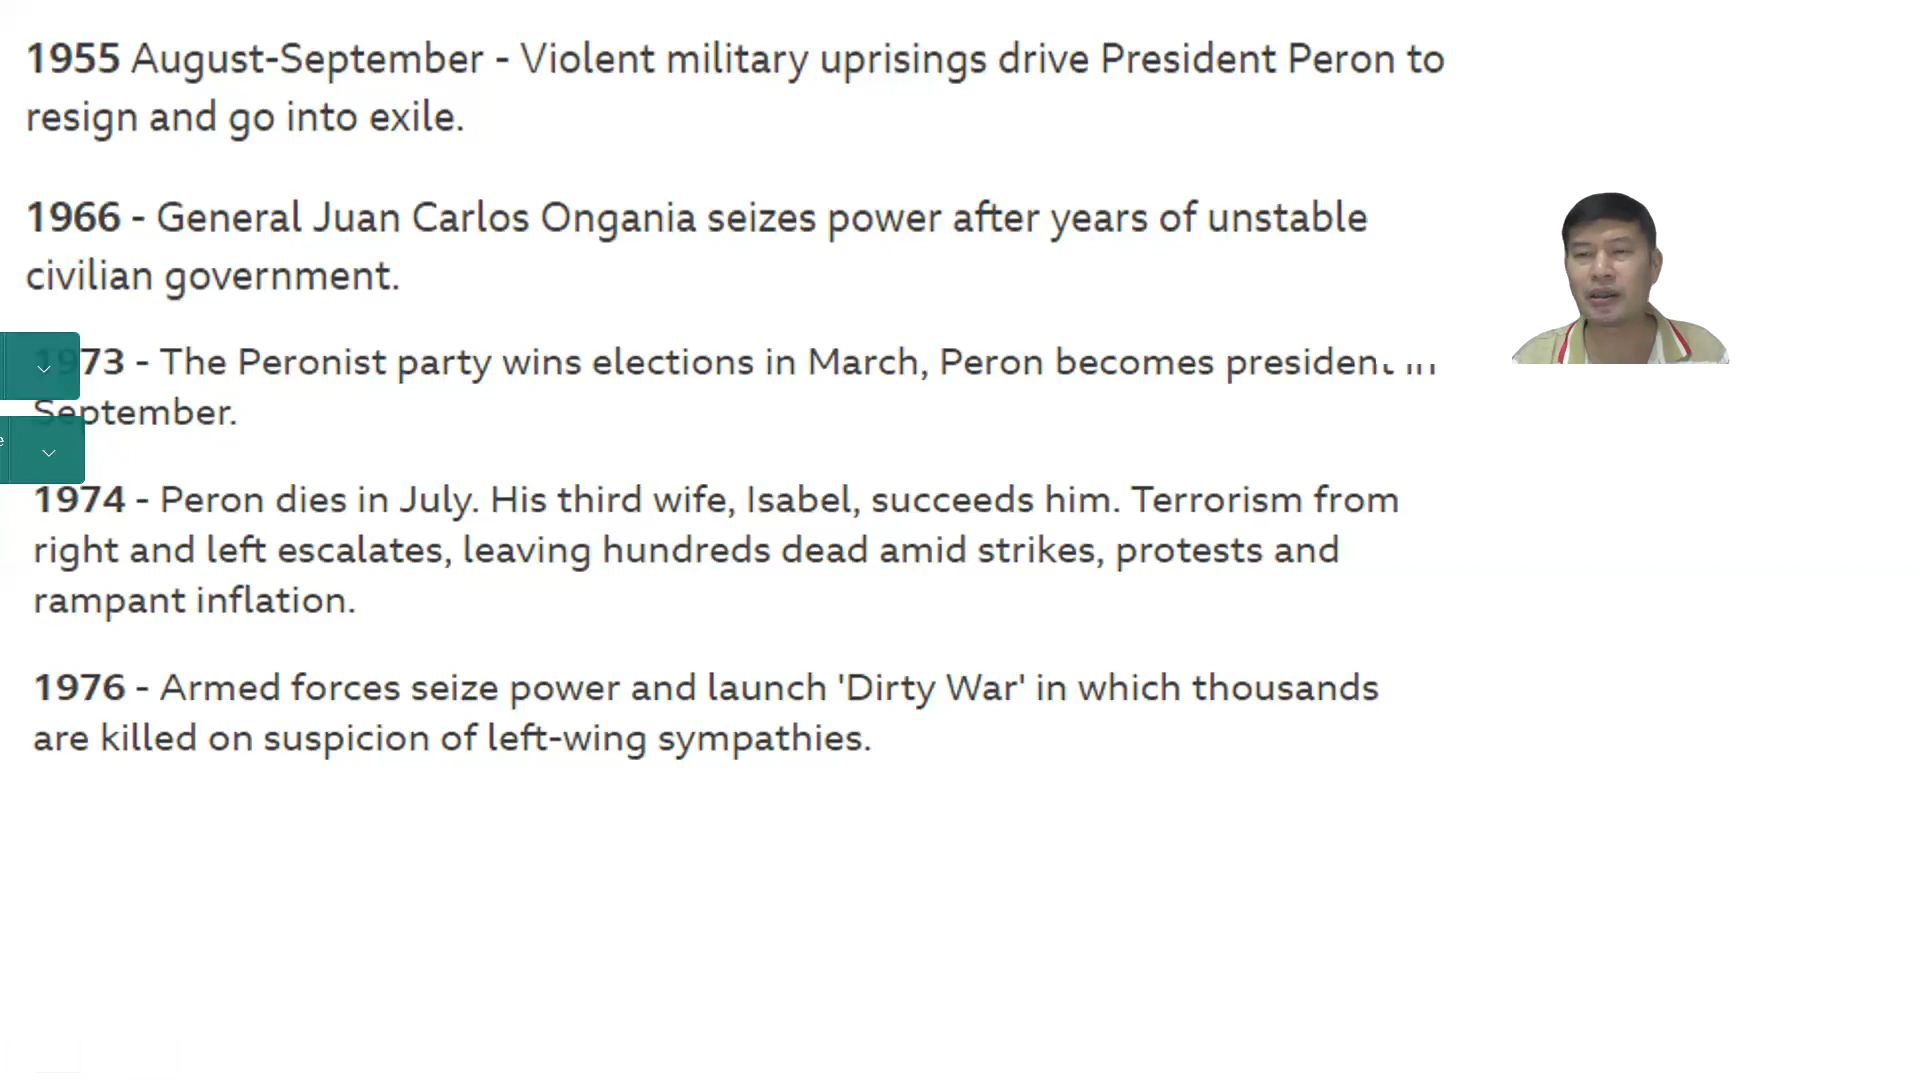 1955 August-September - Violent military uprisings drive President Peron to
resign and go into exile.
1966 - General Juan Carlos Ongania seizes power after years of unstable
civilian government.
1973 - The Peronist party wins elections in March, Peron becomes president in
September.
e
1974 - Peron dies in July. His third wife, Isabel, succeeds him. Terrorism from
right and left escalates, leaving hundreds dead amid strikes, protests and
rampant inflation.
1976 - Armed forces seize power and launch 'Dirty War' in which thousands
are killed on suspicion of left-wing sympathies.